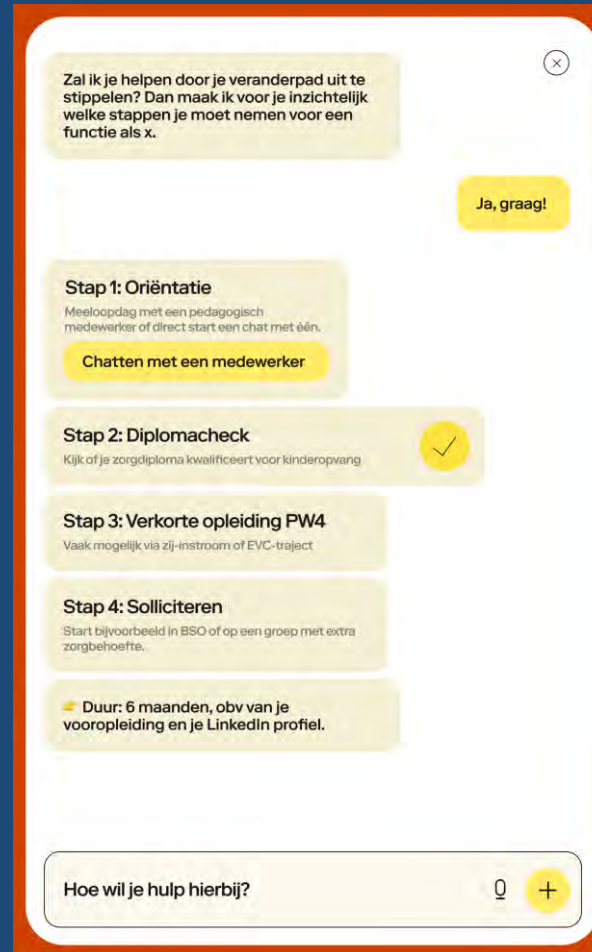 Zal ik je helpen door je veranderpad uit te
stippelen? Dan maak ik voor je inzichtelijk
welke stappen je moet nemen voor een
functie als x.
Ja, graag!
Stap 1: Oriëntatie
Meeloopdag met een pedagogisch
medewerker of direct start een chat met één.
Chatten met een medewerker
Stap 2: Diplomacheck
Kijk of je zorgdiploma kwalificeert voor kinderopvang
Stap 3: Verkorte opleiding PW4
Vaak mogelijk via zij-instroom of EVC-traject
Stap 4: Solliciteren
Start bijvoorbeeld in BSO of op een groep met extra
zorgbehoefte.
👉 Duur: 6 maanden, obv van je
vooropleiding en je LinkedIn profiel.
Hoe wil je hulp hierbij?